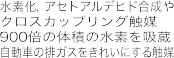 水素化，アセトアルデヒド合成や
クロスカップリング触媒
900倍の体積の水素を吸蔵
自動車の排ガスをきれいにする触媒